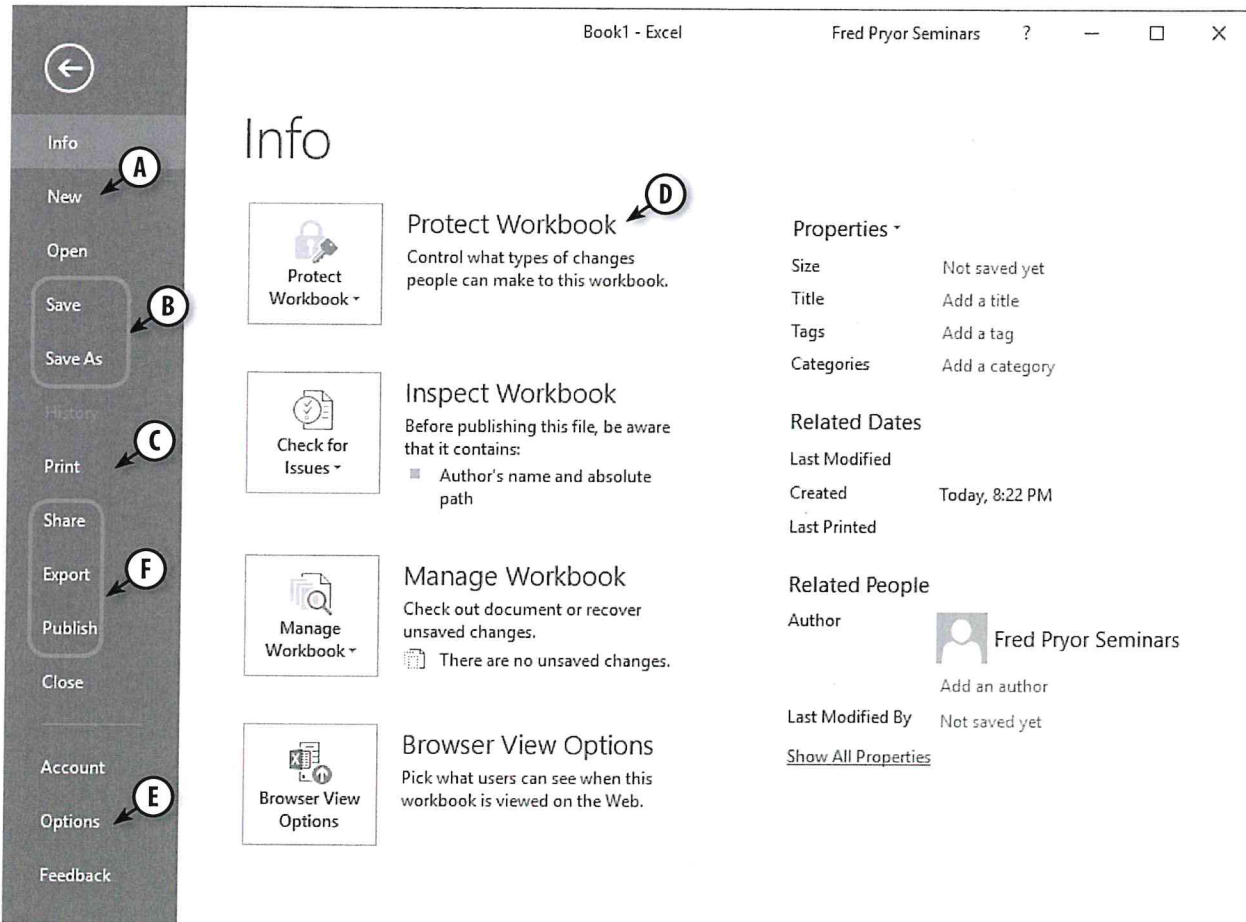 Book1 - Excel
Fred Pryor Seminars
?
Info
New
Open
Save
Save As
History
Print
Share
Export
Publish
Close
Account
Options
Feedback
A
B
C
F
E
Info
Protect Workbook
D
Protect
Workbook
Control what types of changes
people can make to this workbook.
Check for
Issues
Inspect Workbook
Before publishing this file, be aware
that it contains:
Author's name and absolute
path
Manage
Workbook
Manage Workbook
Check out document or recover
unsaved changes.
There are no unsaved changes.
Browser View
Options
Browser View Options
Pick what users can see when this
workbook is viewed on the Web.
Properties
Size Not saved yet
Title Add a title
Tags Add a tag
Categories Add a category
Related Dates
Last Modified
Created Today, 8:22 PM
Last Printed
Related People
Author Fred Pryor Seminars
Add an author
Last Modified By Not saved yet
Show All Properties